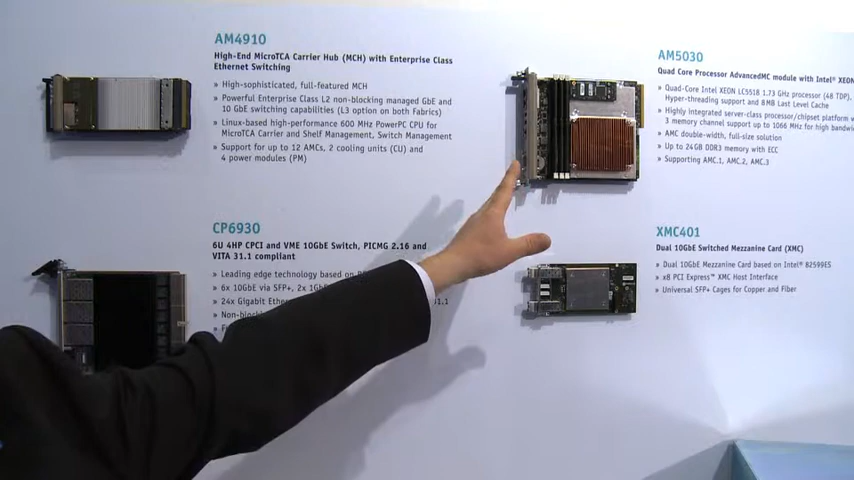 AM4910
High-End MicroTCA Carrier Hub (MCH) with Enterprise Class
Ethernet Switching
» High-sophisticated, full-featured MCH
» Powerful Enterprise Class L2 non-blocking managed GbE and
10 GbE switching capabilities (L3 option on both Fabrics)
» Linux-based high-performance 600 MHz PowerPC CPU for
MicroTCA Carrier and Shelf Management, Switch Management
» Support for up to 12 AMCs, 2 cooling units (CU) and
4 power modules (PM)
CP6930
6U 4HP CPCI and VME 10GbE Switch, PICMG 2.16 and
VITA 31.1 compliant
» Leading edge technology based on
» 6x 10GbE via SFP+, 2x
» 24x Gigabit
31.1
» Non-
AM5030
Quad Core Processor AdvancedMC module with Intel® XEON
» Quad-Core Intel XEON LC5518 1.73 GHz processor (48 TDP),
Hyper-threading support and 8 MB Last Level Cache
» Highly integrated server-class processor/chipset platform
3 memory channel support up to 1066 MHz for high
» AMC double-width, full-size solution
» Up to 24GB DDR3 memory with ECC
» Supporting AMC.1, AMC.2, AMC.3
XMC401
Dual 10GbE Switched Mezzanine Card (XMC)
» Dual 10GbE Mezzanine Card based on Intel® 82599ES
» x8 PCI Express™ XMC Host Interface
» Universal SFP+ Cages for Copper and Fiber